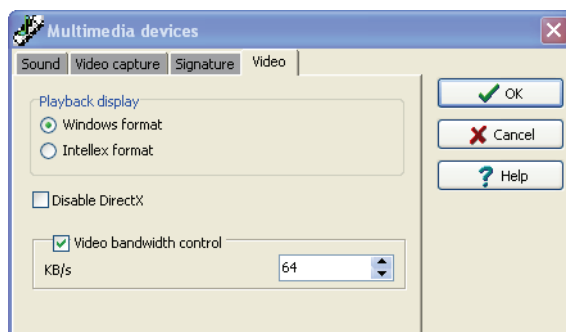 Multimedia devices
Sound Video capture Signature Video
Playback display
Windows format
Intellex format
Disable DirectX
Video bandwidth control
KB/s 64
OK
Cancel
Help